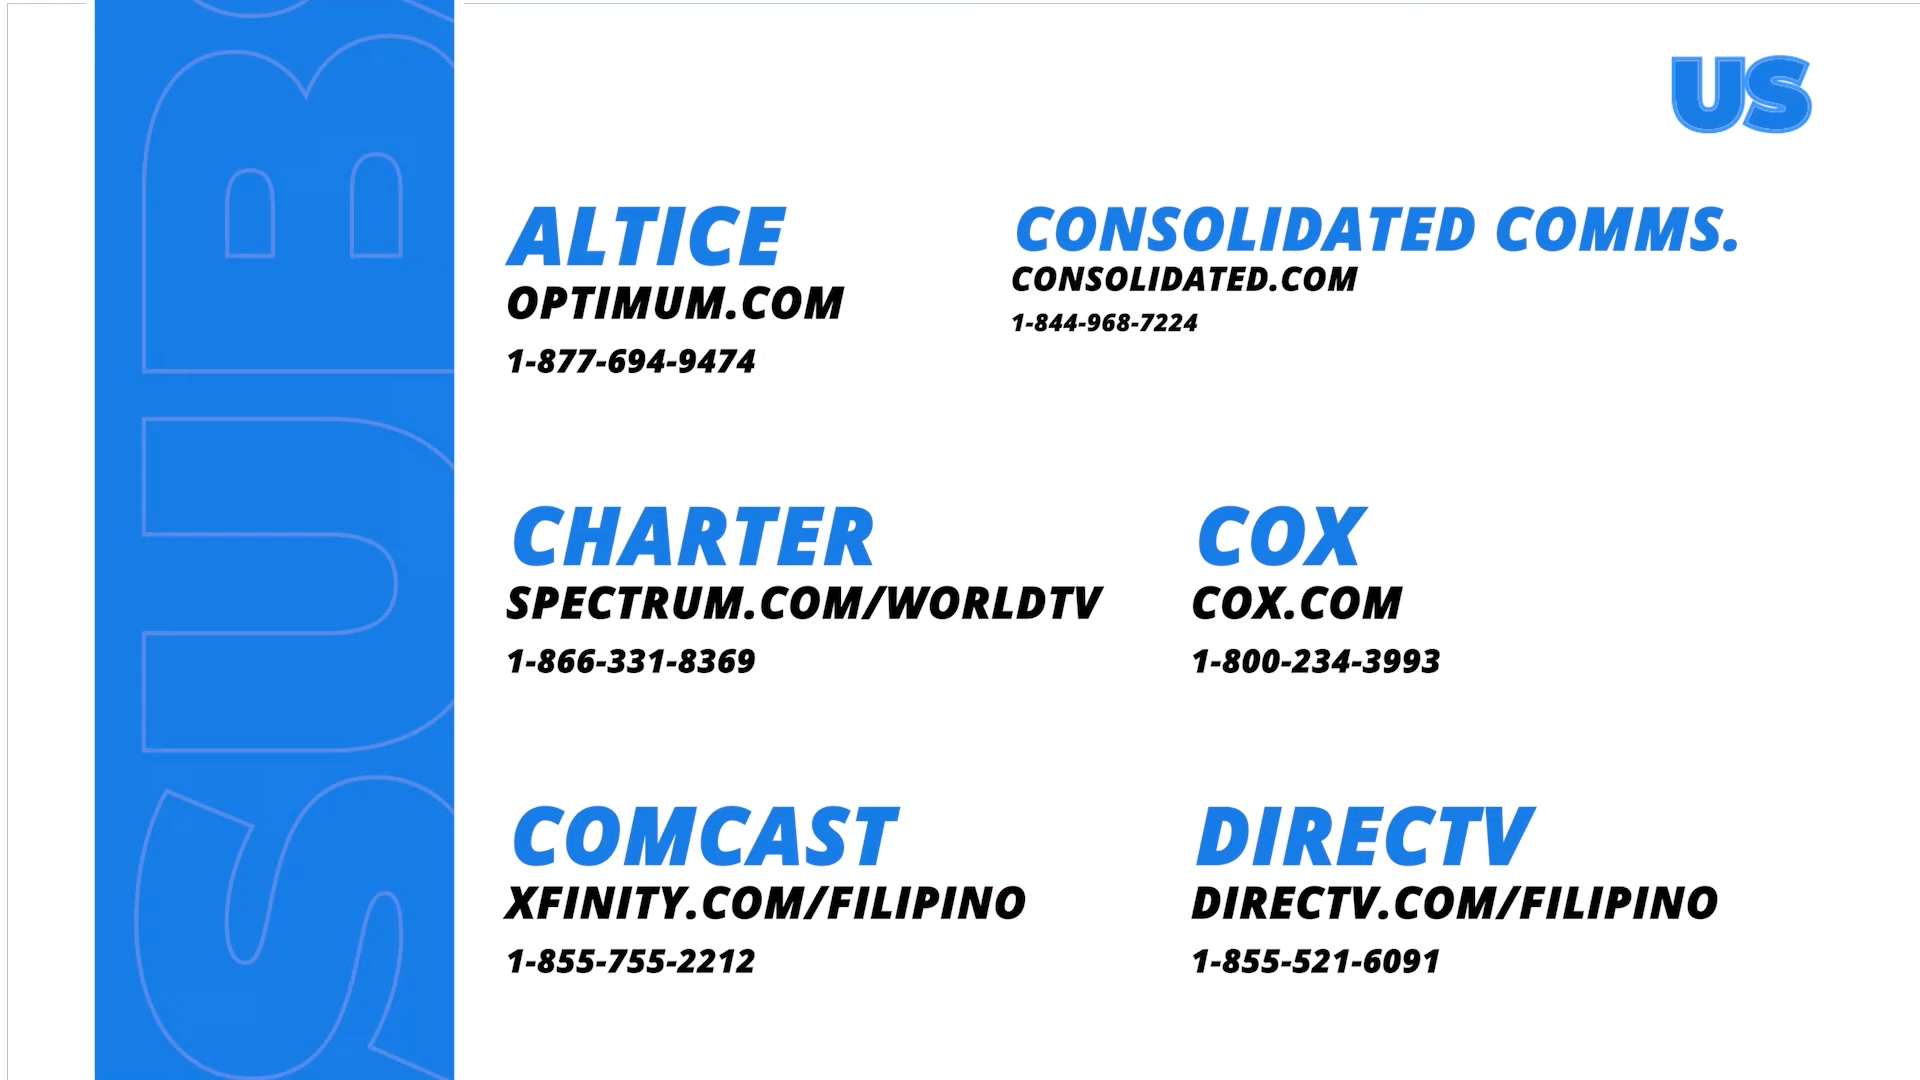 US
ALTICE
OPTIMUM.COM
1-877-694-9474
CONSOLIDATED COMMS.
CONSOLIDATED.COM
1-844-968-7224
CHARTER
SPECTRUM.COM/WORLDTV
1-866-331-8369
COX
COX.COM
1-800-234-3993
COMCAST
XFINITY.COM/FILIPINO
1-855-755-2212
DIRECTV
DIRECTV.COM/FILIPINO
1-855-521-6091
SUB